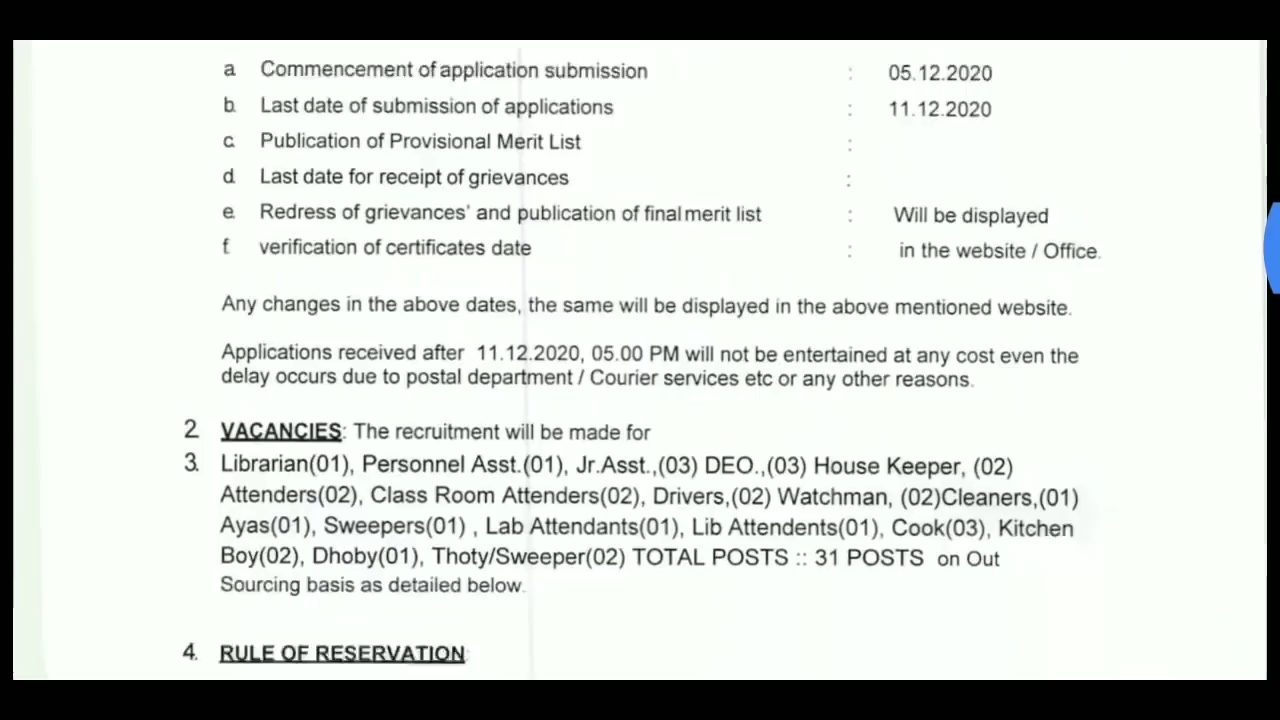 a Commencement of application submission : 05.12.2020
b. Last date of submission of applications : 11.12.2020
c. Publication of Provisional Merit List :
d. Last date for receipt of grievances :
e. Redress of grievances' and publication of final merit list : Will be displayed
f. verification of certificates date : in the website / Office.
Any changes in the above dates, the same will be displayed in the above mentioned website.
Applications received after 11.12.2020, 05.00 PM will not be entertained at any cost even the
delay occurs due to postal department / Courier services etc or any other reasons.
2. VACANCIES: The recruitment will be made for
3. Librarian(01), Personnel Asst.(01), Jr.Asst.,(03) DEO.,(03) House Keeper, (02)
Attenders(02), Class Room Attenders(02), Drivers,(02) Watchman, (02)Cleaners,(01)
Ayas(01), Sweepers(01) , Lab Attendants(01), Lib Attendents(01), Cook(03), Kitchen
Boy(02), Dhoby(01), Thoty/Sweeper(02) TOTAL POSTS :: 31 POSTS on Out
Sourcing basis as detailed below.
4. RULE OF RESERVATION: